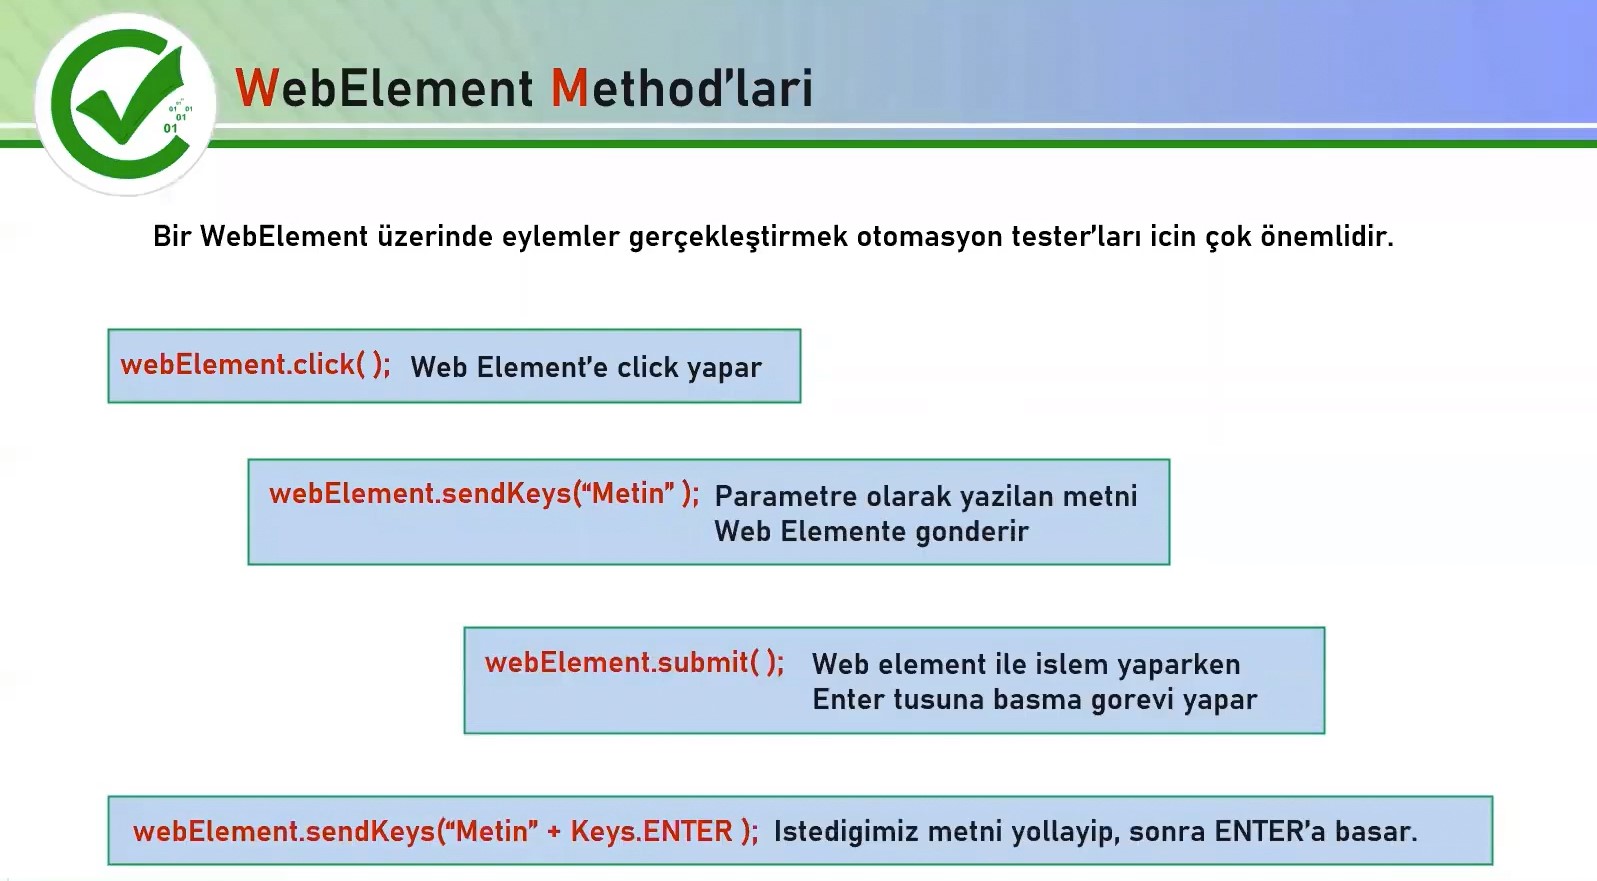 WebElement Method’lari
01
01
01
01
01
Bir WebElement üzerinde eylemler gerçekleştirmek otomasyon tester’ları icin çok önemlidir.
webElement.click( ); Web Element’e click yapar
webElement.sendKeys(“Metin” ); Parametre olarak yazilan metni
Web Elemente gonderir
webElement.submit( ); Web element ile islem yaparken
Enter tusuna basma gorevi yapar
webElement.sendKeys(“Metin” + Keys.ENTER ); Istedigimiz metni yollayip, sonra ENTER’a basar.